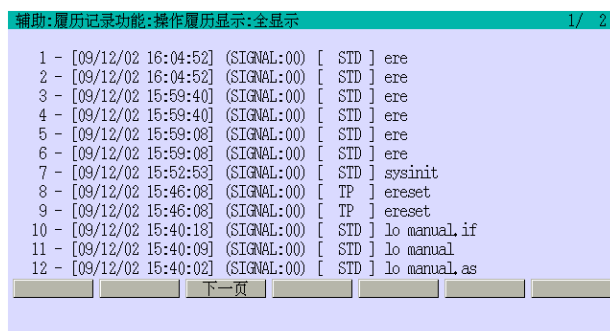 辅助:履历记录功能:操作履历显示:全显示 1/ 2
1 - [09/12/02 16:04:52] (SIGNAL:00) [ STD ] ere
2 - [09/12/02 16:04:52] (SIGNAL:00) [ STD ] ere
3 - [09/12/02 15:59:40] (SIGNAL:00) [ STD ] ere
4 - [09/12/02 15:59:40] (SIGNAL:00) [ STD ] ere
5 - [09/12/02 15:59:08] (SIGNAL:00) [ STD ] ere
6 - [09/12/02 15:59:08] (SIGNAL:00) [ STD ] ere
7 - [09/12/02 15:52:53] (SIGNAL:00) [ STD ] sysinit
8 - [09/12/02 15:46:08] (SIGNAL:00) [ TP ] ereset
9 - [09/12/02 15:46:08] (SIGNAL:00) [ TP ] ereset
10 - [09/12/02 15:40:18] (SIGNAL:00) [ STD ] lo manual.if
11 - [09/12/02 15:40:09] (SIGNAL:00) [ STD ] lo manual
12 - [09/12/02 15:40:02] (SIGNAL:00) [ STD ] lo manual.as
下一页